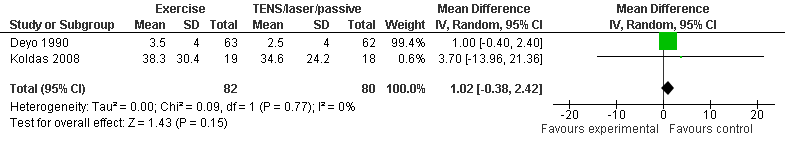 Exercise TENS/laser/passive Mean Difference Mean Difference
Study or Subgroup Mean SD Total Mean SD Total Weight IV, Random, 95% CI IV, Random, 95% CI
Deyo 1990 3.5 4 63 2.5 4 62 99.4% 1.00 [-0.40, 2.40]
Koldas 2008 38.3 30.4 19 34.6 24.2 18 0.6% 3.70 [-13.96, 21.36]
Total (95% CI) 82 80 100.0% 1.02 [-0.38, 2.42]
Heterogeneity: Tau² = 0.00; Chi² = 0.09, df = 1 (P = 0.77); I² = 0%
Test for overall effect: Z = 1.43 (P = 0.15)
-20 -10 0 10 20
Favours experimental Favours control